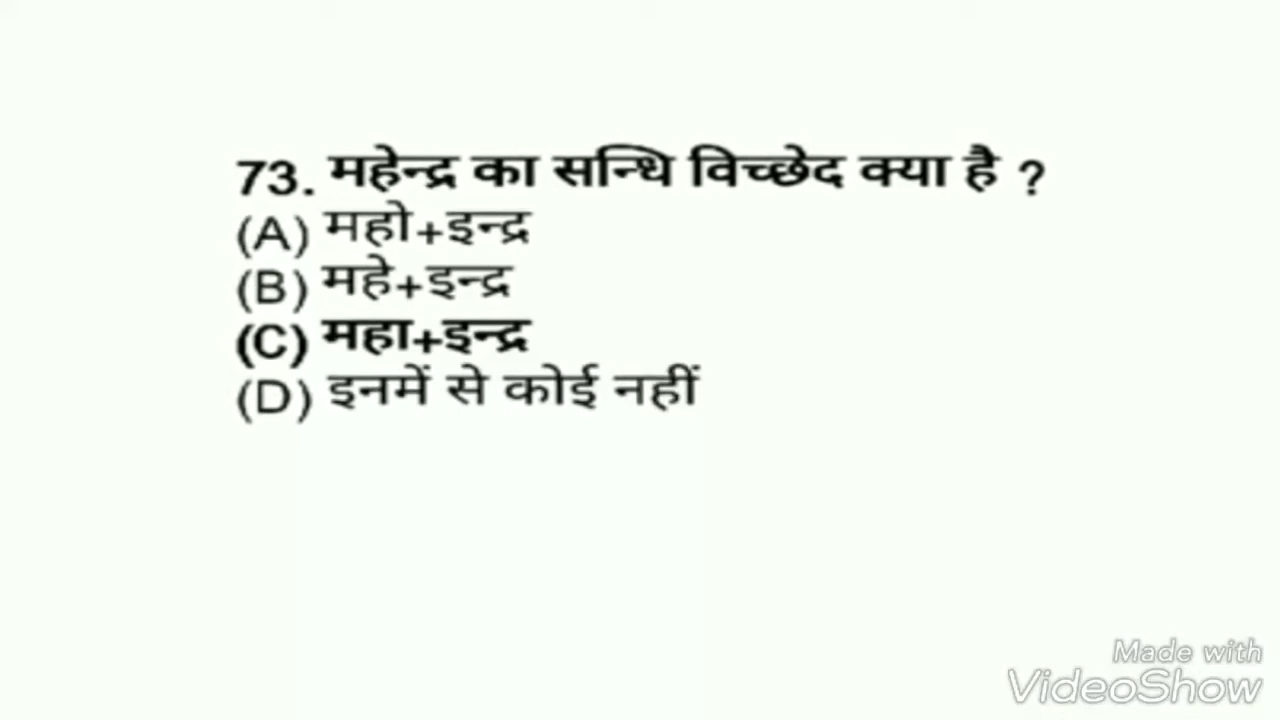 73. महेन्द्र का सन्धि विच्छेद क्या है ?
(A) महो+इन्द्र
(B) महे+इन्द्र
(C) महा+इन्द्र
(D) इनमें से कोई नहीं
Made with
VideoShow